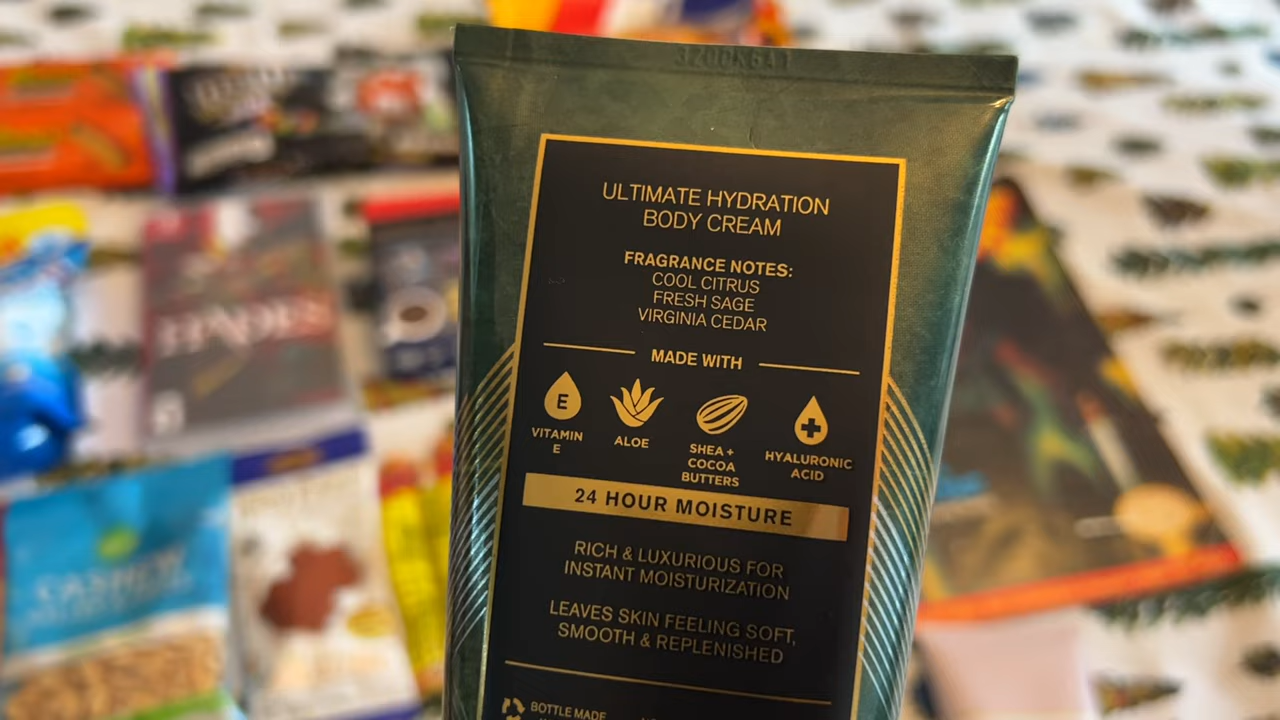 ULTIMATE HYDRATION
BODY CREAM
FRAGRANCE NOTES:
COOL CITRUS
FRESH SAGE
VIRGINIA CEDAR
MADE WITH
E
VITAMIN
E
ALOE
SHEA +
COCOA
BUTTERS
HYALURONIC
ACID
24 HOUR MOISTURE
RICH & LUXURIOUS FOR
INSTANT MOISTURIZATION
LEAVES SKIN FEELING SOFT,
SMOOTH & REPLENISHED
BOTTLE MADE
CASHEW